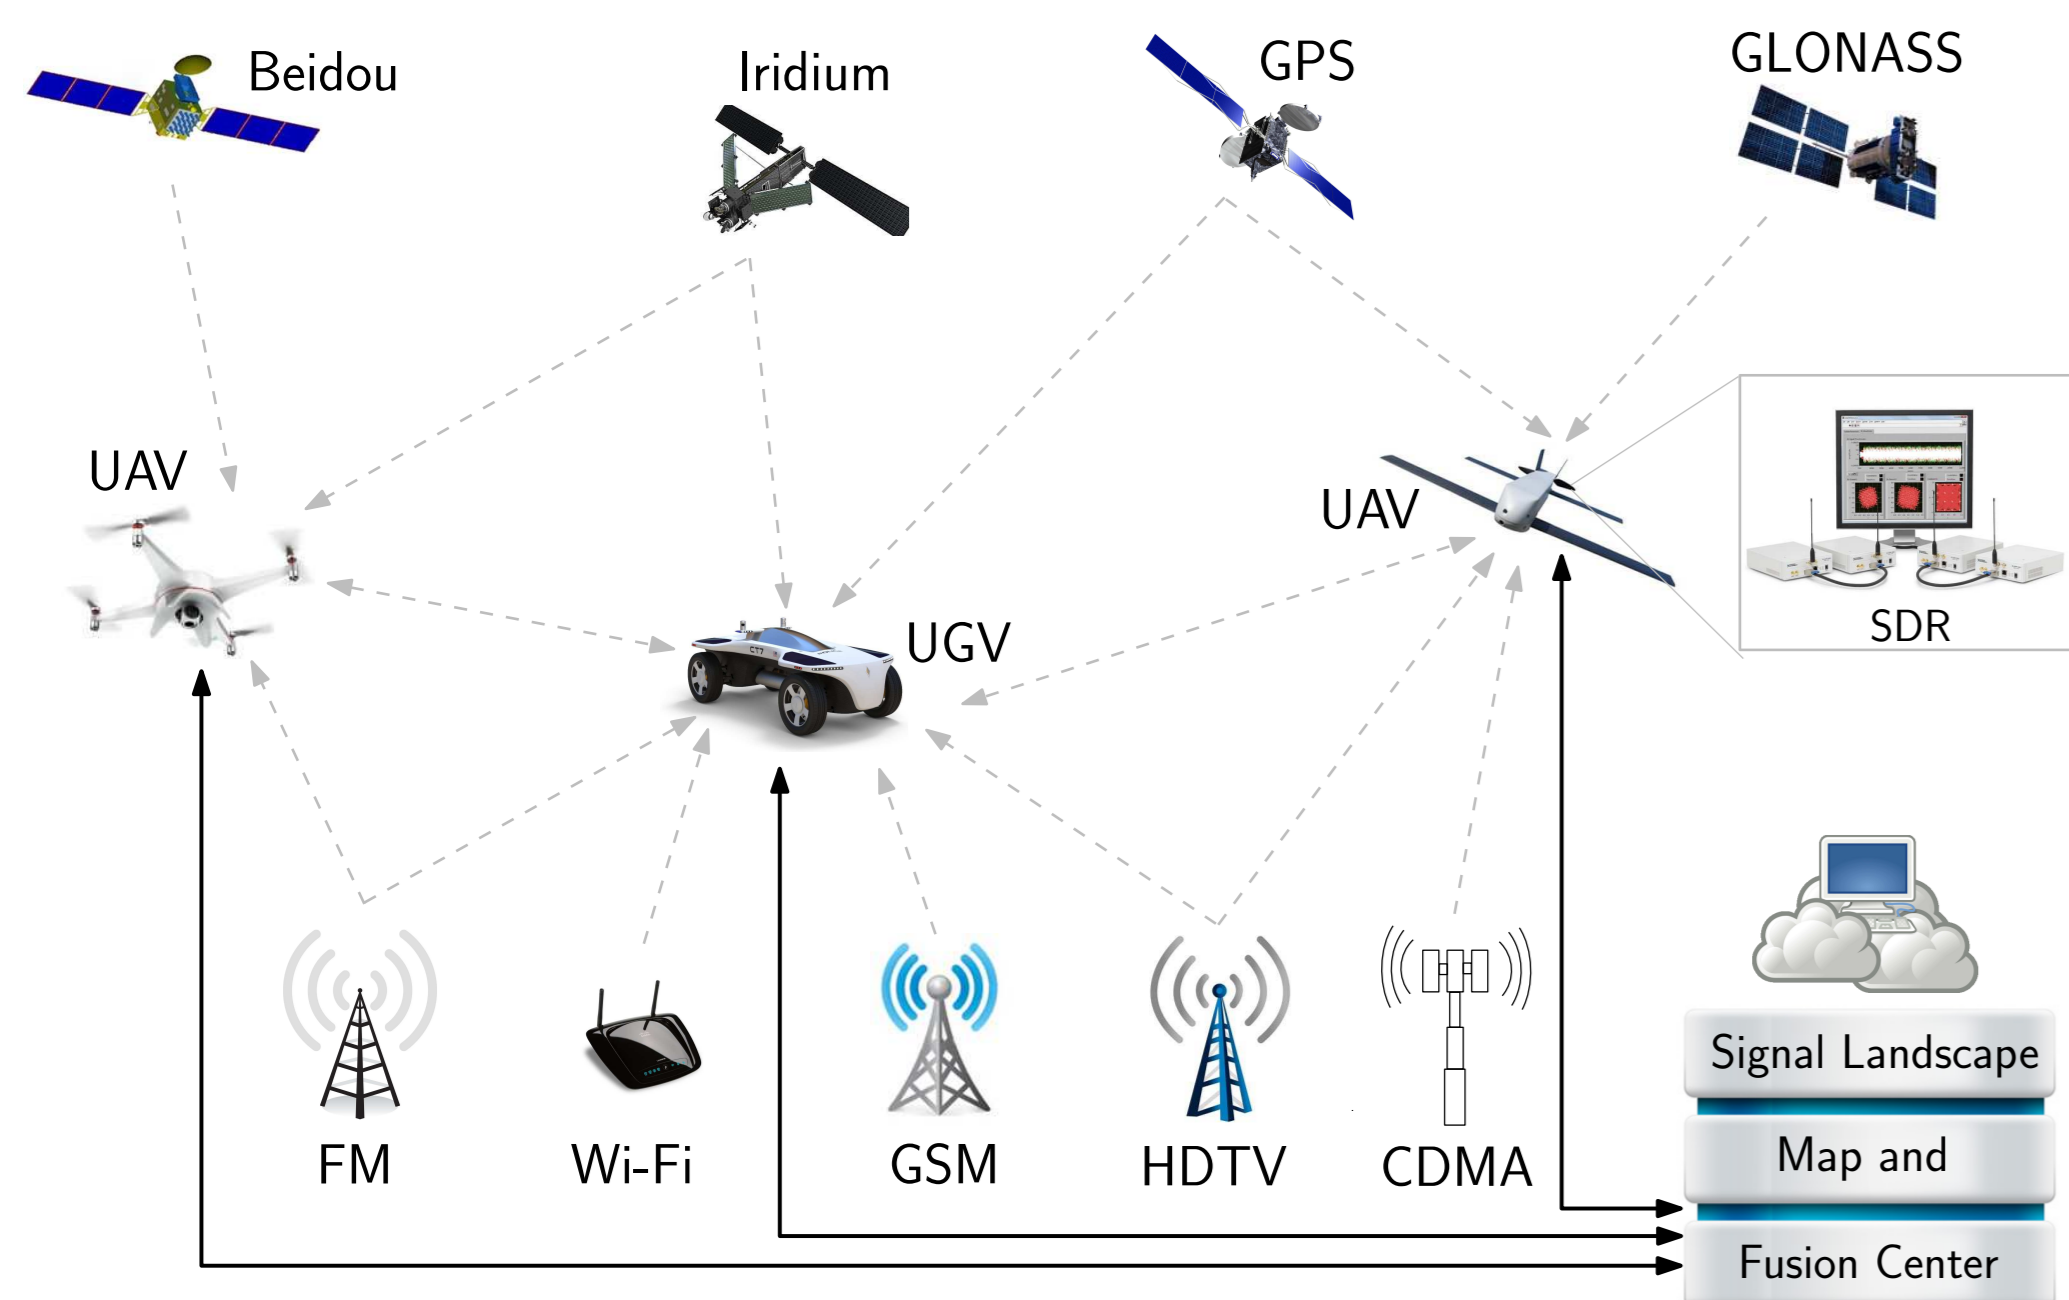 Beidou
Iridium
GPS
GLONASS
UAV
UAV
SDR
UGV
CT7
FM
Wi-Fi
GSM
HDTV
CDMA
Signal Landscape
Map and
Fusion Center